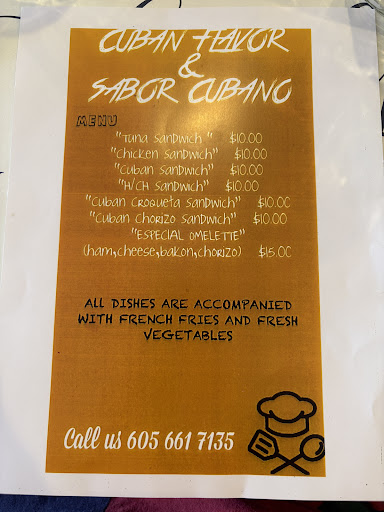 CUBAN FLAVOR
&
SABOR CUBANO
MENU
"Tuna Sandwich " $10.00
"Chicken Sandwich" $10.00
"Cuban Sandwich" $10.00
"H/CH Sandwich" $10.00
"Cuban Croqueta Sandwich" $10.00
"Cuban Chorizo Sandwich" $10.00
"ESPECIAL OMELETTE"
(ham,cheese,bakon,chorizo) $15.00
ALL DISHES ARE ACCOMPANIED
WITH FRENCH FRIES AND FRESH
VEGETABLES
Call us 605 661 7135